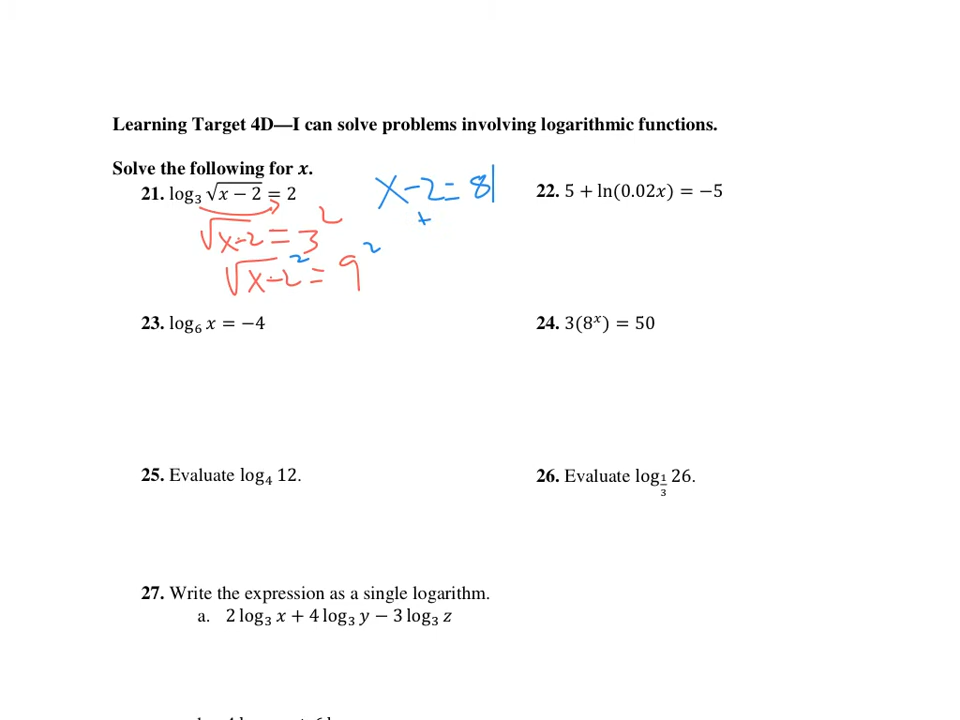 Learning Target 4D—I can solve problems involving logarithmic functions.
Solve the following for x.
21. log₃ √(x − 2) = 2
x-2=81
+
22. 5 + ln(0.02x) = −5
√x-2 = 3²
√x-2² = 9²
23. log₆ x = −4
24. 3(8ˣ) = 50
25. Evaluate log₄ 12.
26. Evaluate log_(1/3) 26.
27. Write the expression as a single logarithm.
a. 2 log₃ x + 4 log₃ y − 3 log₃ z